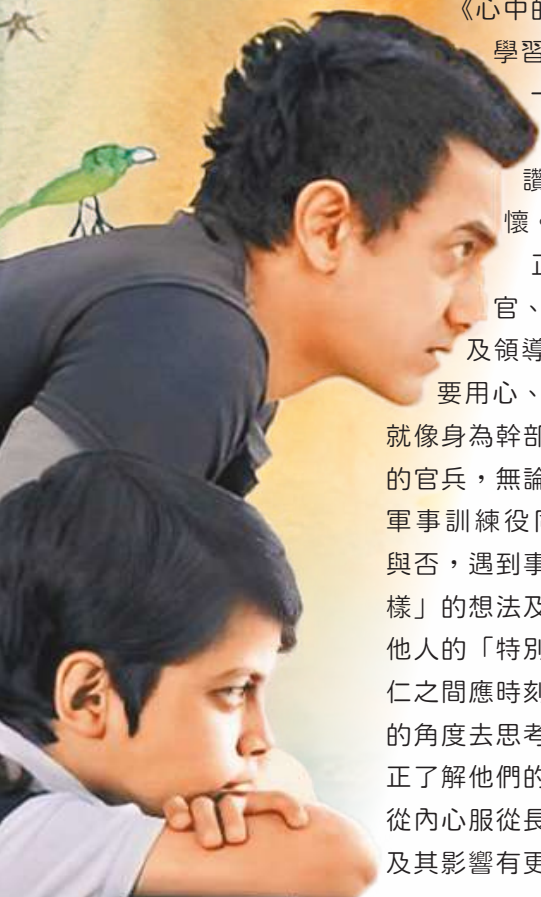 《心中的
學習
一
讚
懷。
正
官、
及領導
要用心、
就像身為幹部
的官兵，無論
軍事訓練役
與否，遇到事
樣」的想法及
他人的「特別
仁之間應時刻
的角度去思考
正了解他們的
從內心服從長
及其影響有更